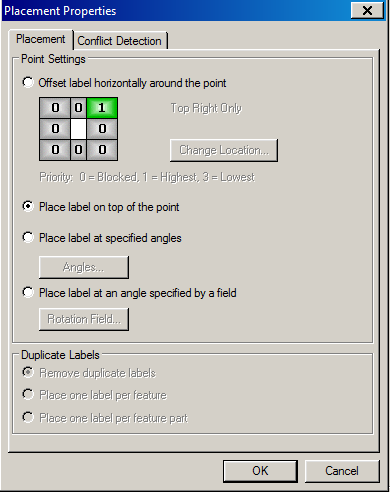 Placement Properties
Placement Conflict Detection
Point Settings
Offset label horizontally around the point
0 0 1
Top Right Only
0 0
0 0 0
Change Location...
Priority: 0 = Blocked, 1 = Highest, 3 = Lowest
Place label on top of the point
Place label at specified angles
Angles...
Place label at an angle specified by a field
Rotation Field...
Duplicate Labels
Remove duplicate labels
Place one label per feature
Place one label per feature part
OK Cancel